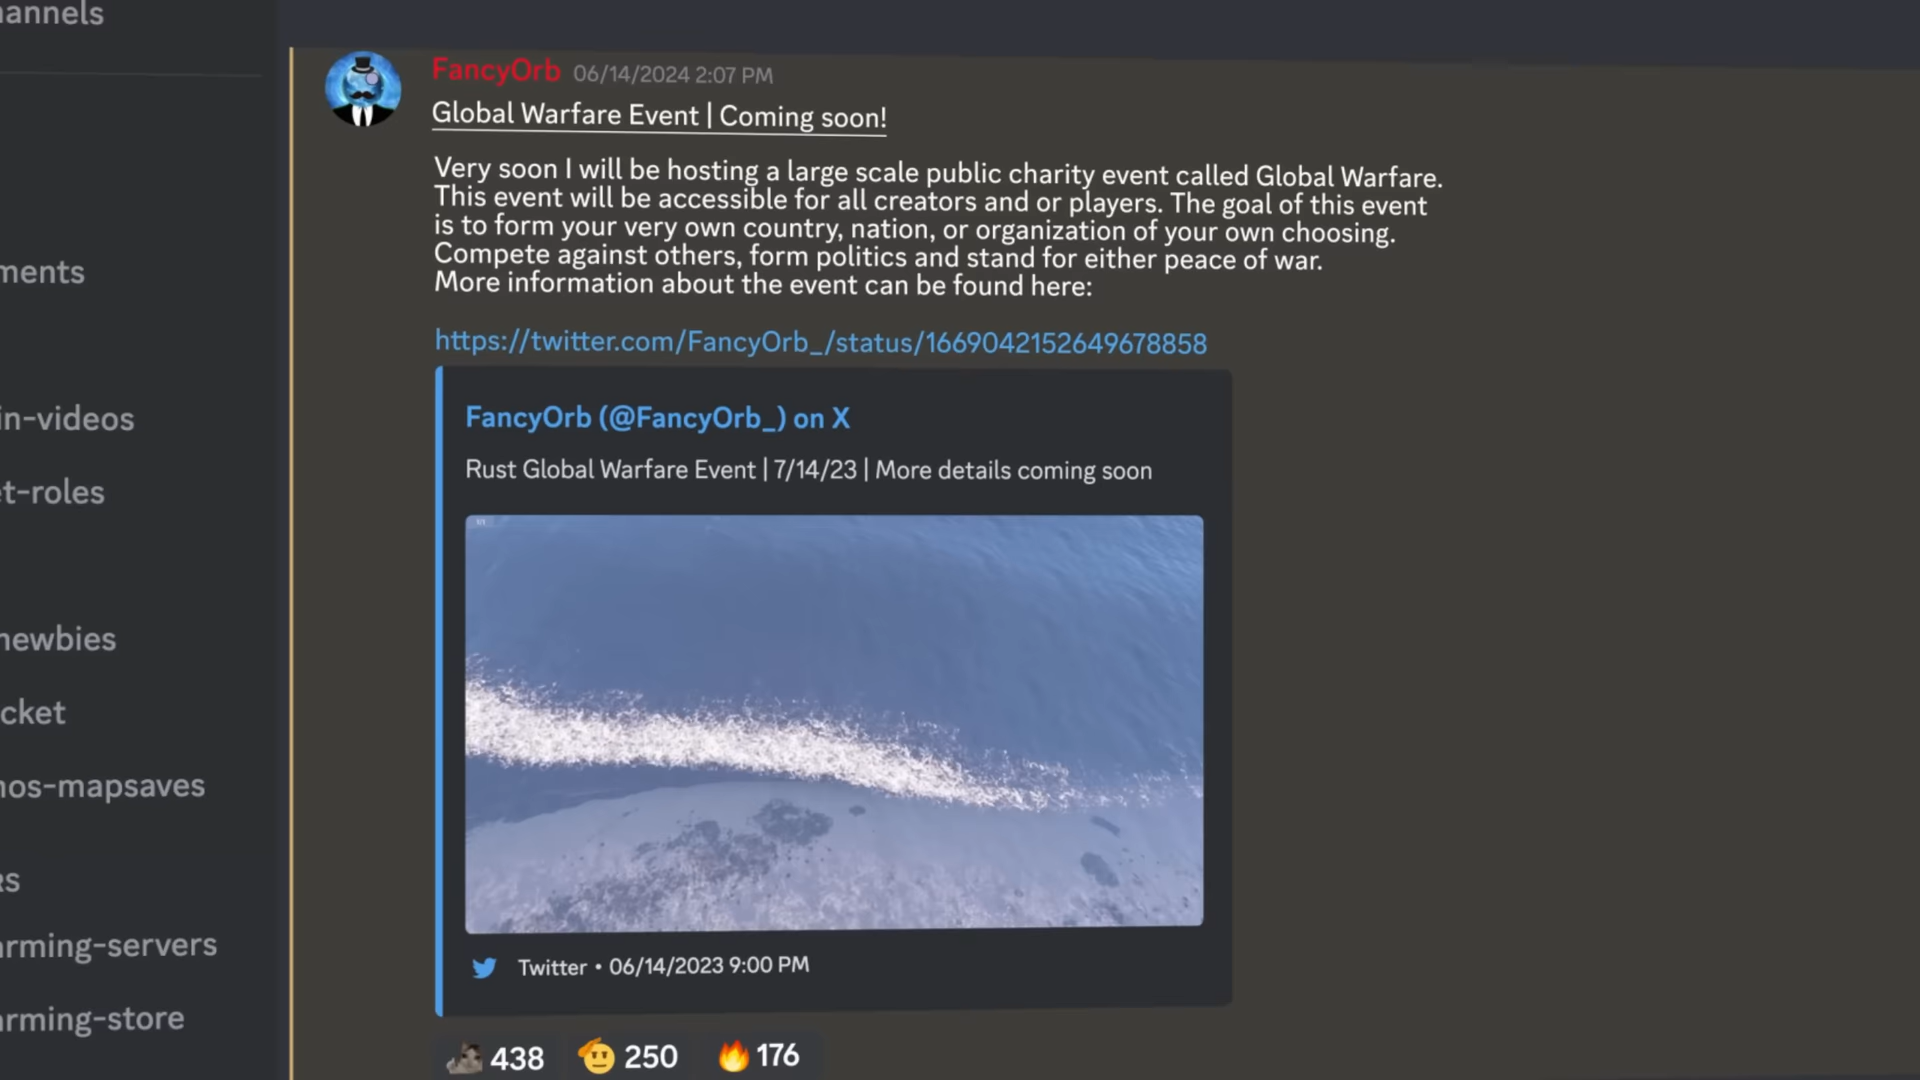 annels
FancyOrb 06/14/2024 2:07 PM
Global Warfare Event | Coming soon!
Very soon I will be hosting a large scale public charity event called Global Warfare.
This event will be accessible for all creators and or players. The goal of this event
is to form your very own country, nation, or organization of your own choosing.
Compete against others, form politics and stand for either peace of war.
More information about the event can be found here:
https://twitter.com/FancyOrb_/status/1669042152649678858
FancyOrb (@FancyOrb_) on X
Rust Global Warfare Event | 7/14/23 | More details coming soon
Twitter • 06/14/2023 9:00 PM
438 250 176
ments
in-videos
et-roles
newbies
icket
nos-mapsaves
RS
arming-servers
arming-store